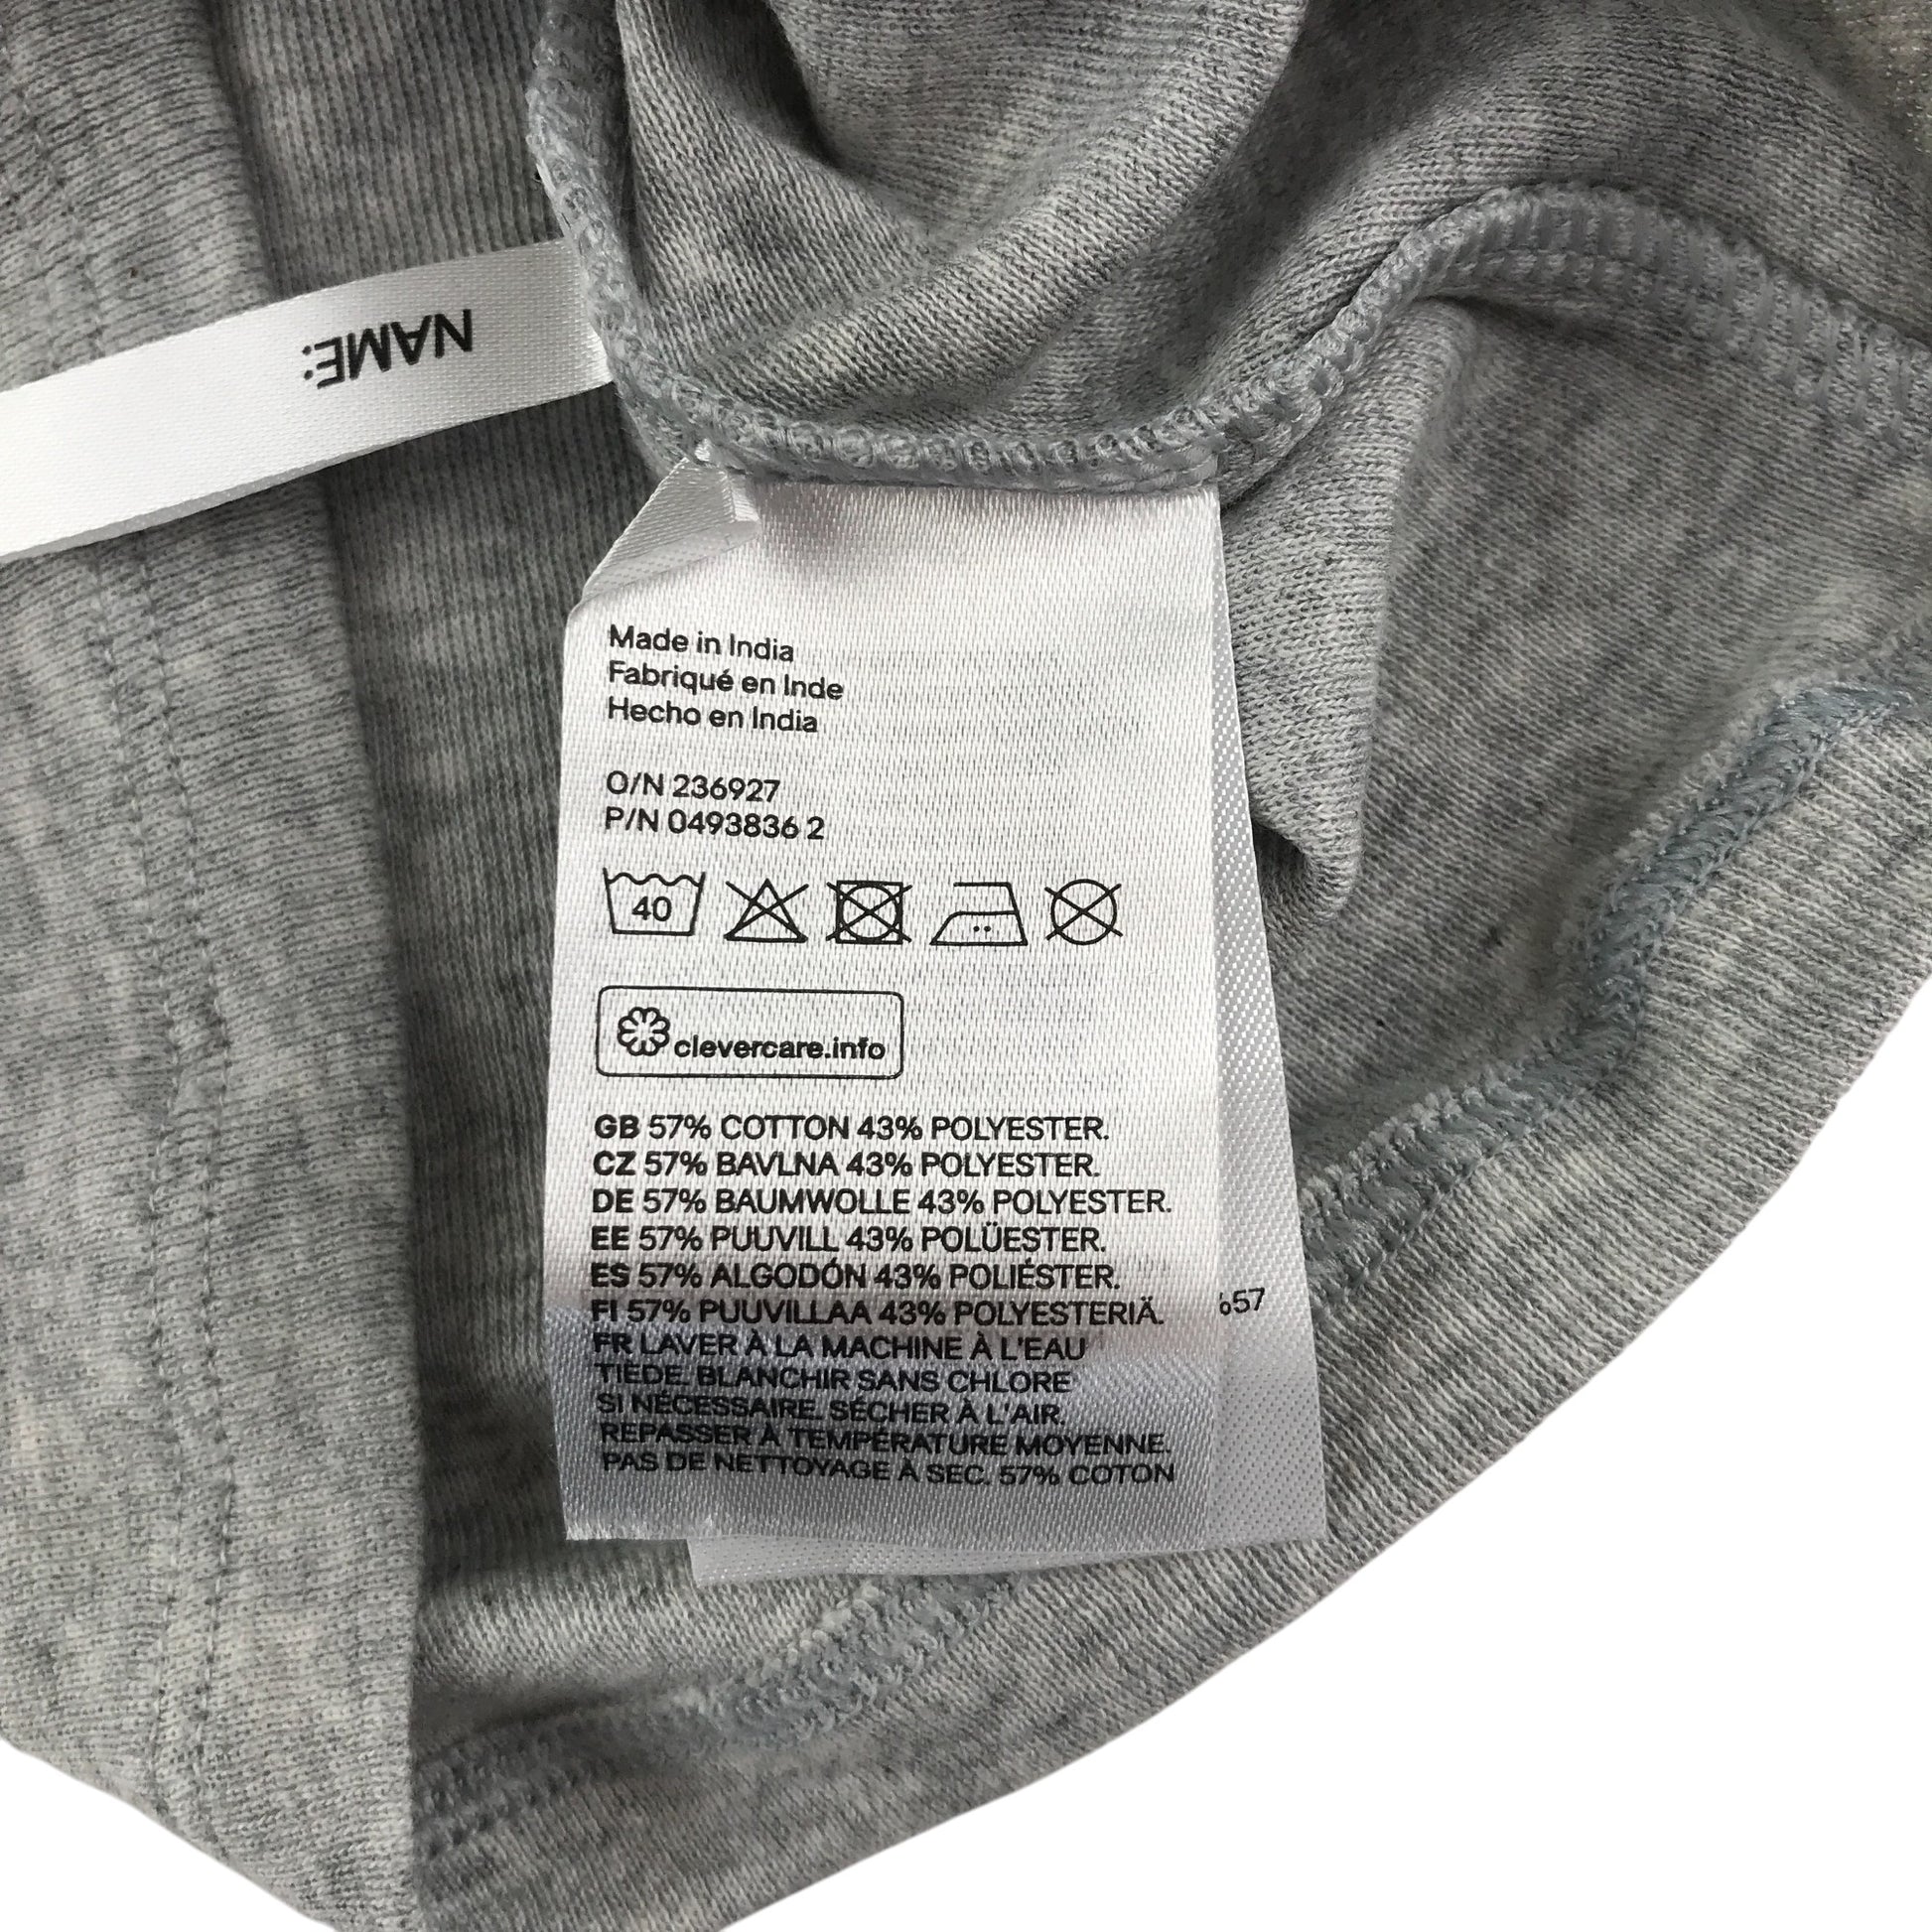 NAME:
Made in India
Fabriqué en Inde
Hecho en India
O/N 236927
P/N 0493836 2
40
clevercare.info
GB 57% COTTON 43% POLYESTER.
CZ 57% BAVLNA 43% POLYESTER.
DE 57% BAUMWOLLE 43% POLYESTER.
EE 57% PUUVILL 43% POLÜESTER.
ES 57% ALGODÓN 43% POLIÉSTER.
FI 57% PUUVILLAA 43% POLYESTERIÄ.
%57
FR LAVER À LA MACHINE À L'EAU
TIÈDE. BLANCHIR SANS CHLORE
SI NÉCESSAIRE. SÉCHER À L'AIR.
REPASSER À TEMPÉRATURE MOYENNE.
PAS DE NETTOYAGE À SEC. 57% COTON